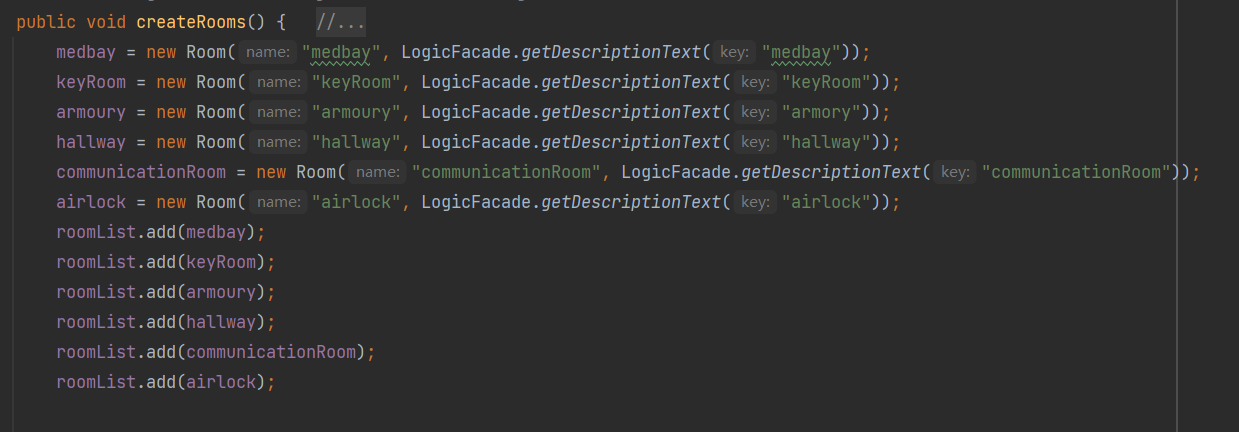 public void createRooms() { //...
medbay = new Room( name: "medbay", LogicFacade.getDescriptionText( key: "medbay"));
keyRoom = new Room( name: "keyRoom", LogicFacade.getDescriptionText( key: "keyRoom"));
armoury = new Room( name: "armoury", LogicFacade.getDescriptionText( key: "armory"));
hallway = new Room( name: "hallway", LogicFacade.getDescriptionText( key: "hallway"));
communicationRoom = new Room( name: "communicationRoom", LogicFacade.getDescriptionText( key: "communicationRoom"));
airlock = new Room( name: "airlock", LogicFacade.getDescriptionText( key: "airlock"));
roomList.add(medbay);
roomList.add(keyRoom);
roomList.add(armoury);
roomList.add(hallway);
roomList.add(communicationRoom);
roomList.add(airlock);